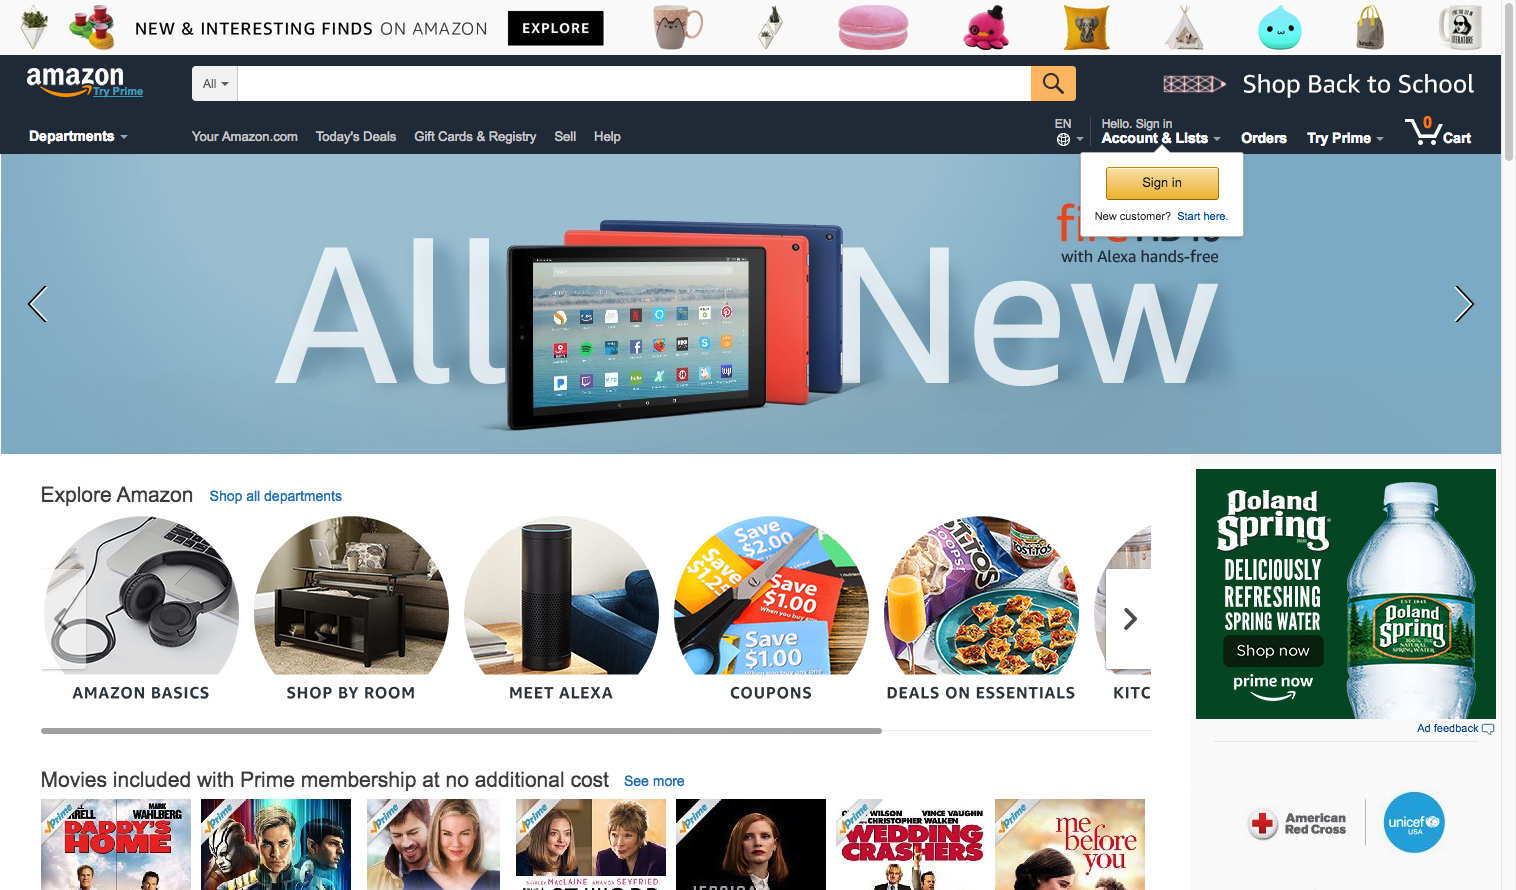 NEW & INTERESTING FINDS ON AMAZON EXPLORE
amazon
Try Prime
All
Shop Back to School
Departments
Your Amazon.com Today's Deals Gift Cards & Registry Sell Help
EN
Hello. Sign in
Account & Lists
Orders
Try Prime
0
Cart
Sign in
New customer? Start here.
with Alexa hands-free
All New
Explore Amazon Shop all departments
Save
$2.00
Save
$1.00
Save
$1.00
TOSTITOS
AMAZON BASICS
SHOP BY ROOM
MEET ALEXA
COUPONS
DEALS ON ESSENTIALS
KITC
Poland
Spring
DELICIOUSLY
REFRESHING
SPRING WATER
Shop now
prime now
EST 1845
Poland
Spring
Ad feedback
Movies included with Prime membership at no additional cost See more
Prime
MARK
WAHLBERG
DADDY'S
HOME
Prime
Prime
Prime
SHIRLEY MACLAINE AMANDA SEYFRIED
Prime
JESSICA
Prime
WILSON VINCE VAUGHN
CHRISTOPHER WALKEN
WEDDING
CRASHERS
Prime
me
before
you
American
Red Cross
unicef
USA